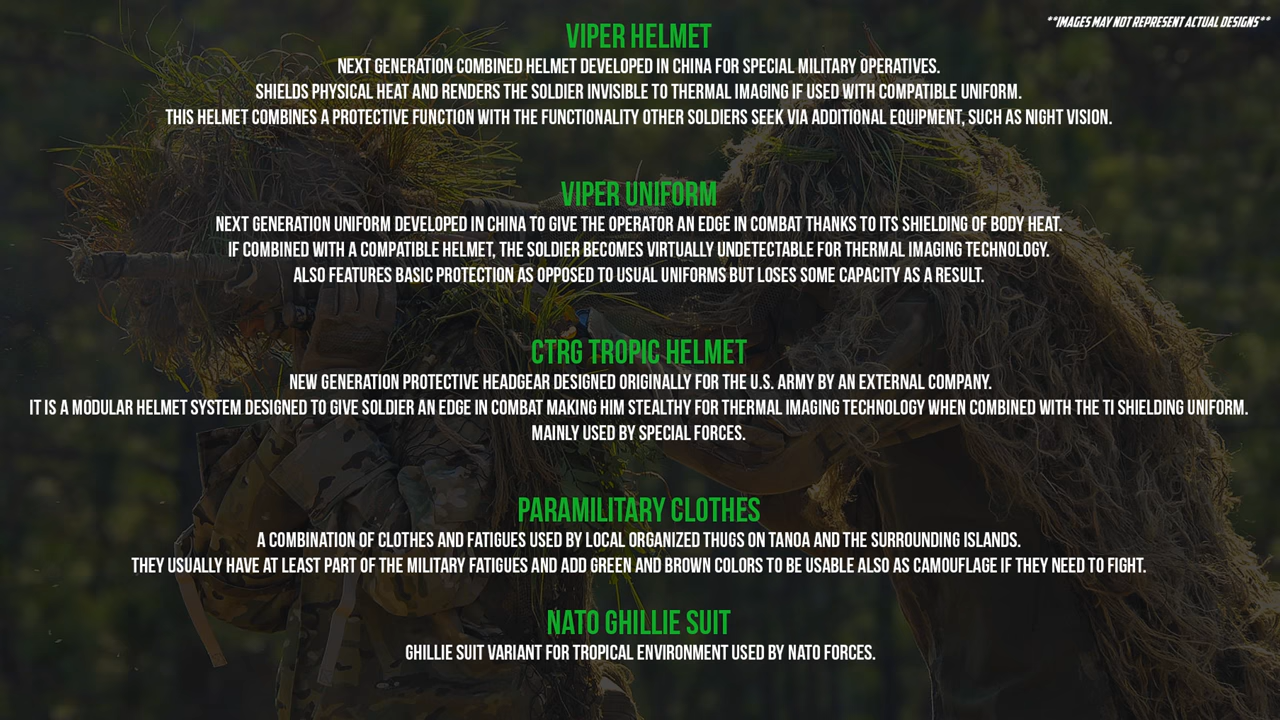 **IMAGES MAY NOT REPRESENT ACTUAL DESIGNS**
VIPER HELMET
NEXT GENERATION COMBINED HELMET DEVELOPED IN CHINA FOR SPECIAL MILITARY OPERATIVES.
SHIELDS PHYSICAL HEAT AND RENDERS THE SOLDIER INVISIBLE TO THERMAL IMAGING IF USED WITH COMPATIBLE UNIFORM.
THIS HELMET COMBINES A PROTECTIVE FUNCTION WITH THE FUNCTIONALITY OTHER SOLDIERS SEEK VIA ADDITIONAL EQUIPMENT, SUCH AS NIGHT VISION.
VIPER UNIFORM
NEXT GENERATION UNIFORM DEVELOPED IN CHINA TO GIVE THE OPERATOR AN EDGE IN COMBAT THANKS TO ITS SHIELDING OF BODY HEAT.
IF COMBINED WITH A COMPATIBLE HELMET, THE SOLDIER BECOMES VIRTUALLY UNDETECTABLE FOR THERMAL IMAGING TECHNOLOGY.
ALSO FEATURES BASIC PROTECTION AS OPPOSED TO USUAL UNIFORMS BUT LOSES SOME CAPACITY AS A RESULT.
CTRG TROPIC HELMET
NEW GENERATION PROTECTIVE HEADGEAR DESIGNED ORIGINALLY FOR THE U.S. ARMY BY AN EXTERNAL COMPANY.
IT IS A MODULAR HELMET SYSTEM DESIGNED TO GIVE SOLDIER AN EDGE IN COMBAT MAKING HIM STEALTHY FOR THERMAL IMAGING TECHNOLOGY WHEN COMBINED WITH THE TI SHIELDING UNIFORM.
MAINLY USED BY SPECIAL FORCES.
PARAMILITARY CLOTHES
A COMBINATION OF CLOTHES AND FATIGUES USED BY LOCAL ORGANIZED THUGS ON TANOA AND THE SURROUNDING ISLANDS.
THEY USUALLY HAVE AT LEAST PART OF THE MILITARY FATIGUES AND ADD GREEN AND BROWN COLORS TO BE USABLE ALSO AS CAMOUFLAGE IF THEY NEED TO FIGHT.
NATO GHILLIE SUIT
GHILLIE SUIT VARIANT FOR TROPICAL ENVIRONMENT USED BY NATO FORCES.